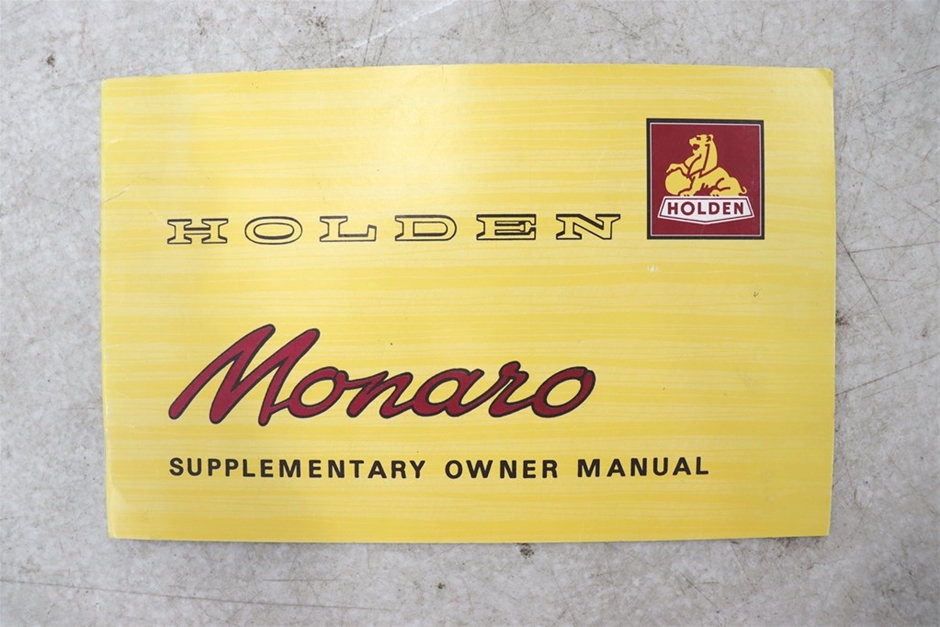 HOLDEN
HOLDEN
Monaro
SUPPLEMENTARY OWNER MANUAL